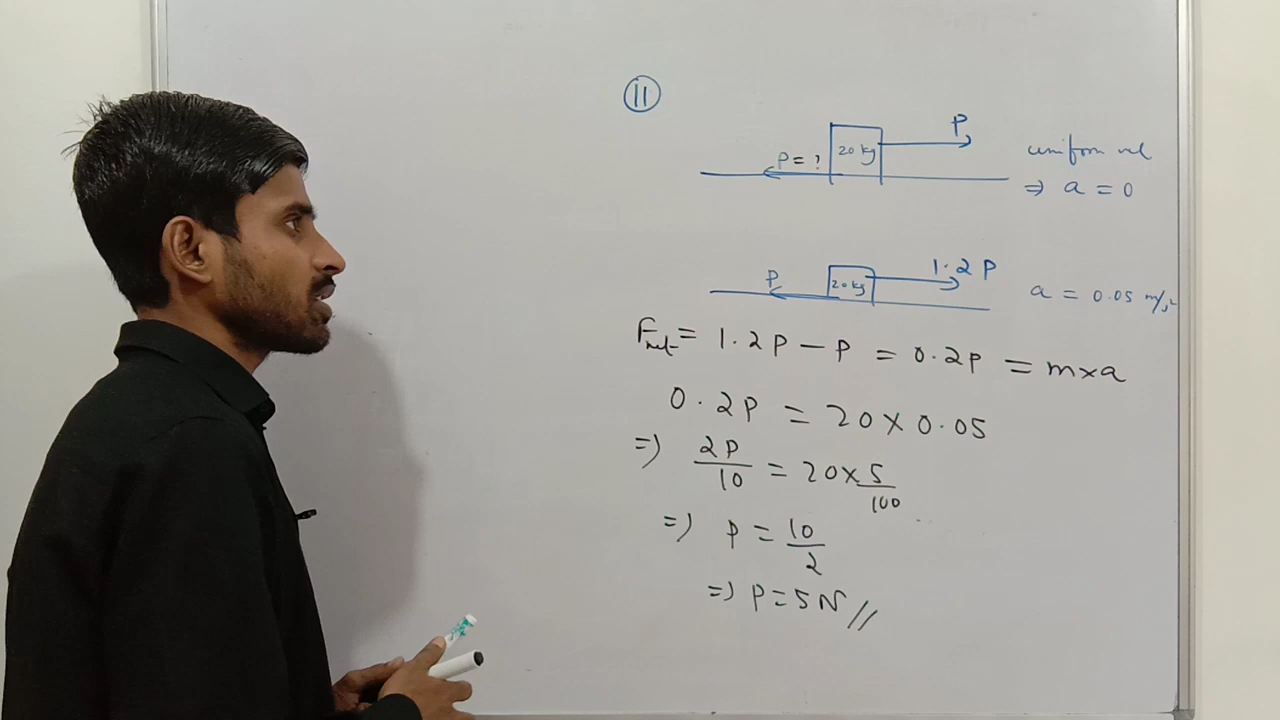 11
P
P = ?
20 kg
uniform vel
⇒ a = 0
P
20 kg
1.2 P
a = 0.05 m/s²
Fnet = 1.2P − P = 0.2P = m×a
0.2P = 20 × 0.05
⇒ 2P/10 = 20 × 5/100
⇒ P = 10/2
⇒ P = 5N //